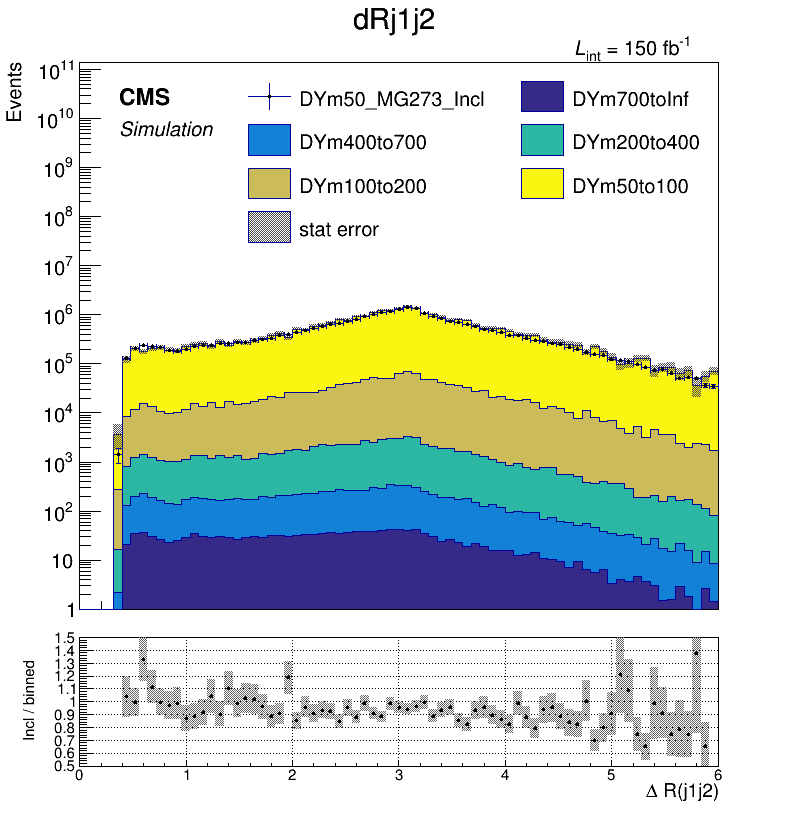 dRj1j2
L_int = 150 fb^-1
Events
CMS
Simulation
DYm50_MG273_Incl
DYm700toInf
DYm400to700
DYm200to400
DYm100to200
DYm50to100
stat error
10^11
10^10
10^9
10^8
10^7
10^6
10^5
10^4
10^3
10^2
10
1
Incl / binned
1.5
1.4
1.3
1.2
1.1
1
0.9
0.8
0.7
0.6
0.5
0 1 2 3 4 5 6
Δ R(j1j2)